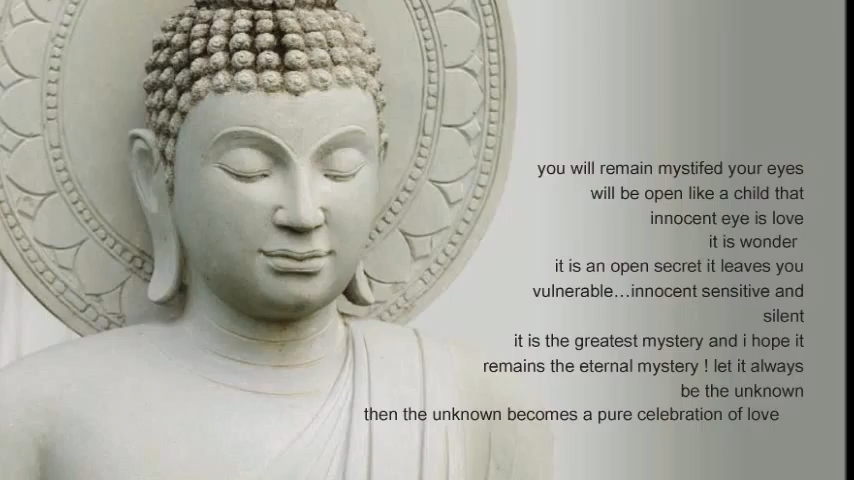 you will remain mystifed your eyes
will be open like a child that
innocent eye is love
it is wonder
it is an open secret it leaves you
vulnerable…innocent sensitive and
silent
it is the greatest mystery and i hope it
remains the eternal mystery ! let it always
be the unknown
then the unknown becomes a pure celebration of love